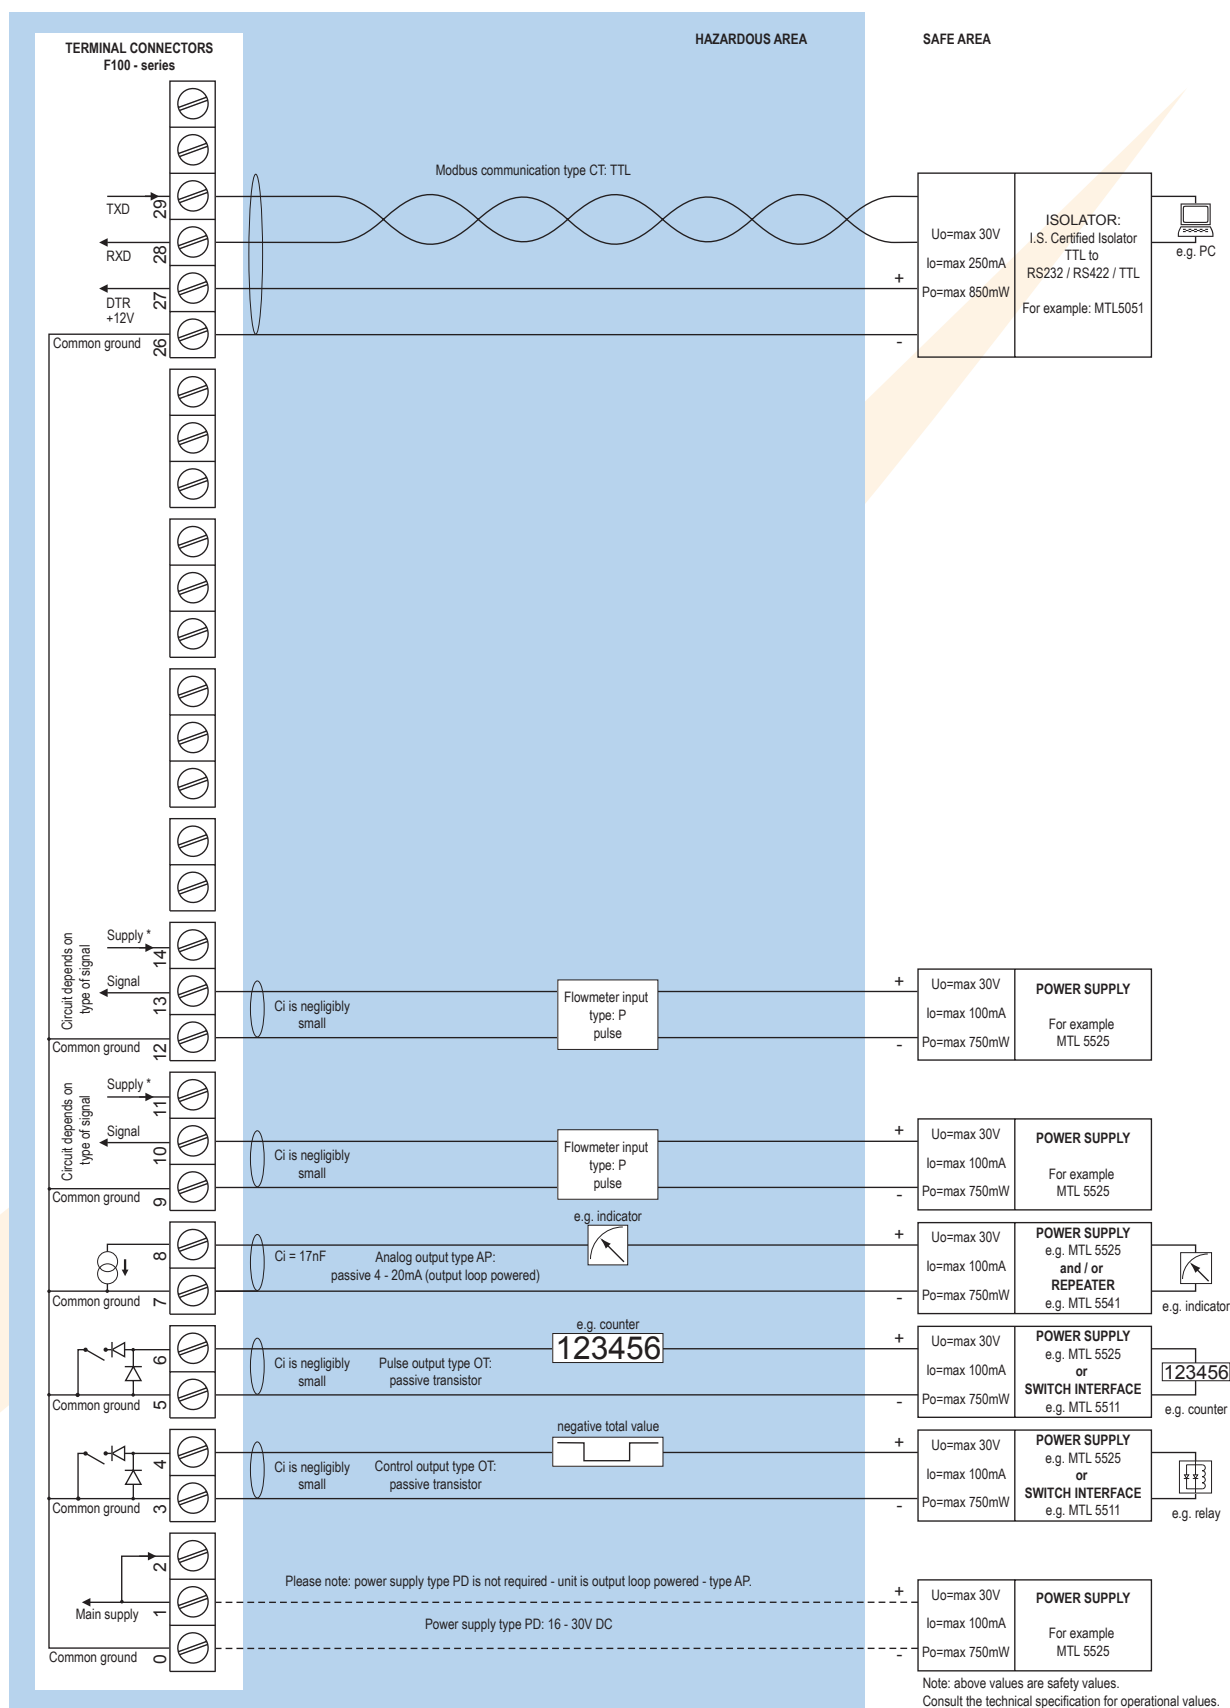 HAZARDOUS AREA
SAFE AREA
TERMINAL CONNECTORS
F100 - series
Modbus communication type CT: TTL
TXD
29
RXD
28
DTR
+12V
27
Common ground
26
+
-
Uo=max 30V
Io=max 250mA
Po=max 850mW
ISOLATOR:
I.S. Certified Isolator
TTL to
RS232 / RS422 / TTL
For example: MTL5051
e.g. PC
Circuit depends on
type of signal
Supply *
14
Signal
13
Common ground
12
Ci is negligibly
small
Flowmeter input
type: P
pulse
+
-
Uo=max 30V
Io=max 100mA
Po=max 750mW
POWER SUPPLY
For example
MTL 5525
Circuit depends on
type of signal
Supply *
11
Signal
10
Common ground
9
Ci is negligibly
small
Flowmeter input
type: P
pulse
+
-
Uo=max 30V
Io=max 100mA
Po=max 750mW
POWER SUPPLY
For example
MTL 5525
8
Common ground
7
Ci = 17nF
Analog output type AP:
passive 4 - 20mA (output loop powered)
e.g. indicator
+
-
Uo=max 30V
Io=max 100mA
Po=max 750mW
POWER SUPPLY
e.g. MTL 5525
and / or
REPEATER
e.g. MTL 5541
e.g. indicator
6
Common ground
5
Ci is negligibly
small
Pulse output type OT:
passive transistor
e.g. counter
123456
+
-
Uo=max 30V
Io=max 100mA
Po=max 750mW
POWER SUPPLY
e.g. MTL 5525
or
SWITCH INTERFACE
e.g. MTL 5511
123456
e.g. counter
4
Common ground
3
Ci is negligibly
small
Control output type OT:
passive transistor
negative total value
+
-
Uo=max 30V
Io=max 100mA
Po=max 750mW
POWER SUPPLY
e.g. MTL 5525
or
SWITCH INTERFACE
e.g. MTL 5511
e.g. relay
2
Main supply
1
Common ground
0
Please note: power supply type PD is not required - unit is output loop powered - type AP.
Power supply type PD: 16 - 30V DC
+
-
Uo=max 30V
Io=max 100mA
Po=max 750mW
POWER SUPPLY
For example
MTL 5525
Note: above values are safety values.
Consult the technical specification for operational values.